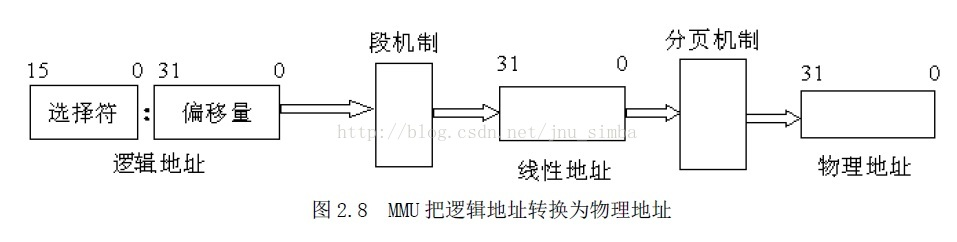 段机制
分页机制
15 0 31 0
31 0
31 0
选择符 : 偏移量
http://blog.csdn.net/jnu_simba
逻辑地址
线性地址
物理地址
图 2.8 MMU 把逻辑地址转换为物理地址